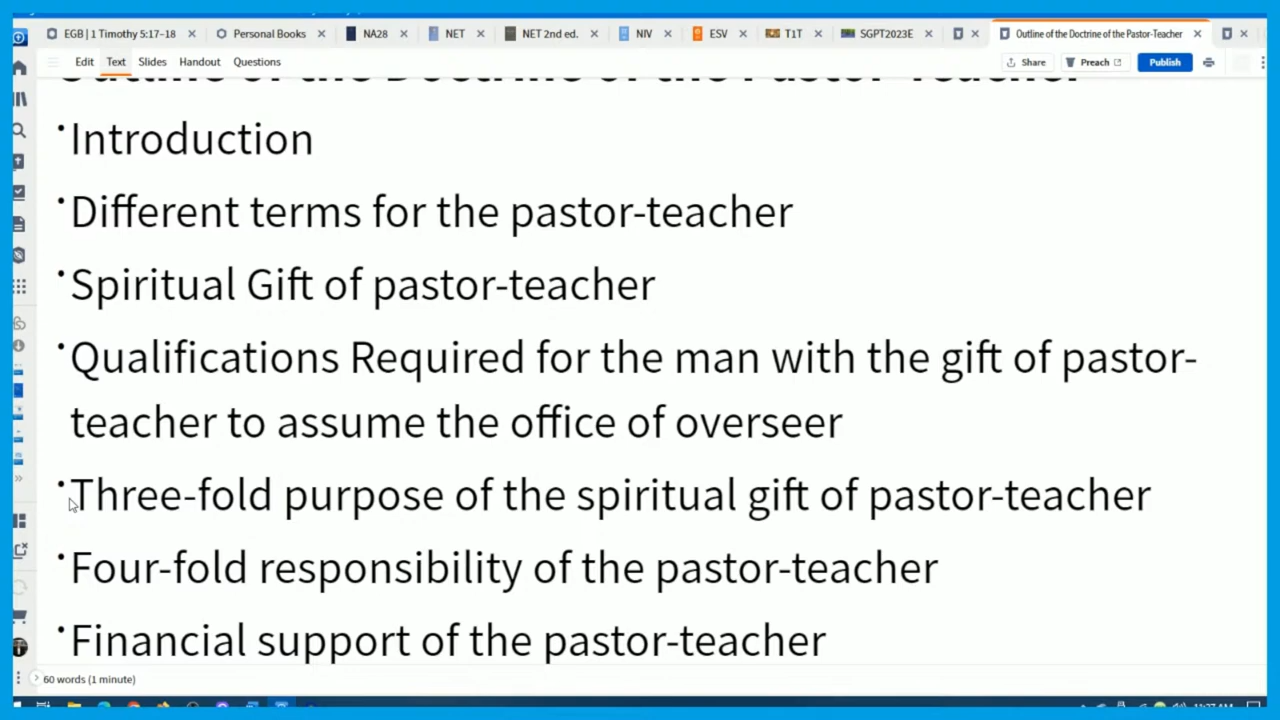 EGB | 1 Timothy 5:17–18
Personal Books
NA28
NET
NET 2nd ed.
NIV
ESV
T1T
SGPT2023E
Outline of the Doctrine of the Pastor-Teacher
Edit Text Slides Handout Questions
Share Preach Publish
Outline of the Doctrine of the Pastor-Teacher
•Introduction
•Different terms for the pastor-teacher
•Spiritual Gift of pastor-teacher
•Qualifications Required for the man with the gift of pastor-
teacher to assume the office of overseer
•Three-fold purpose of the spiritual gift of pastor-teacher
•Four-fold responsibility of the pastor-teacher
•Financial support of the pastor-teacher
60 words (1 minute)